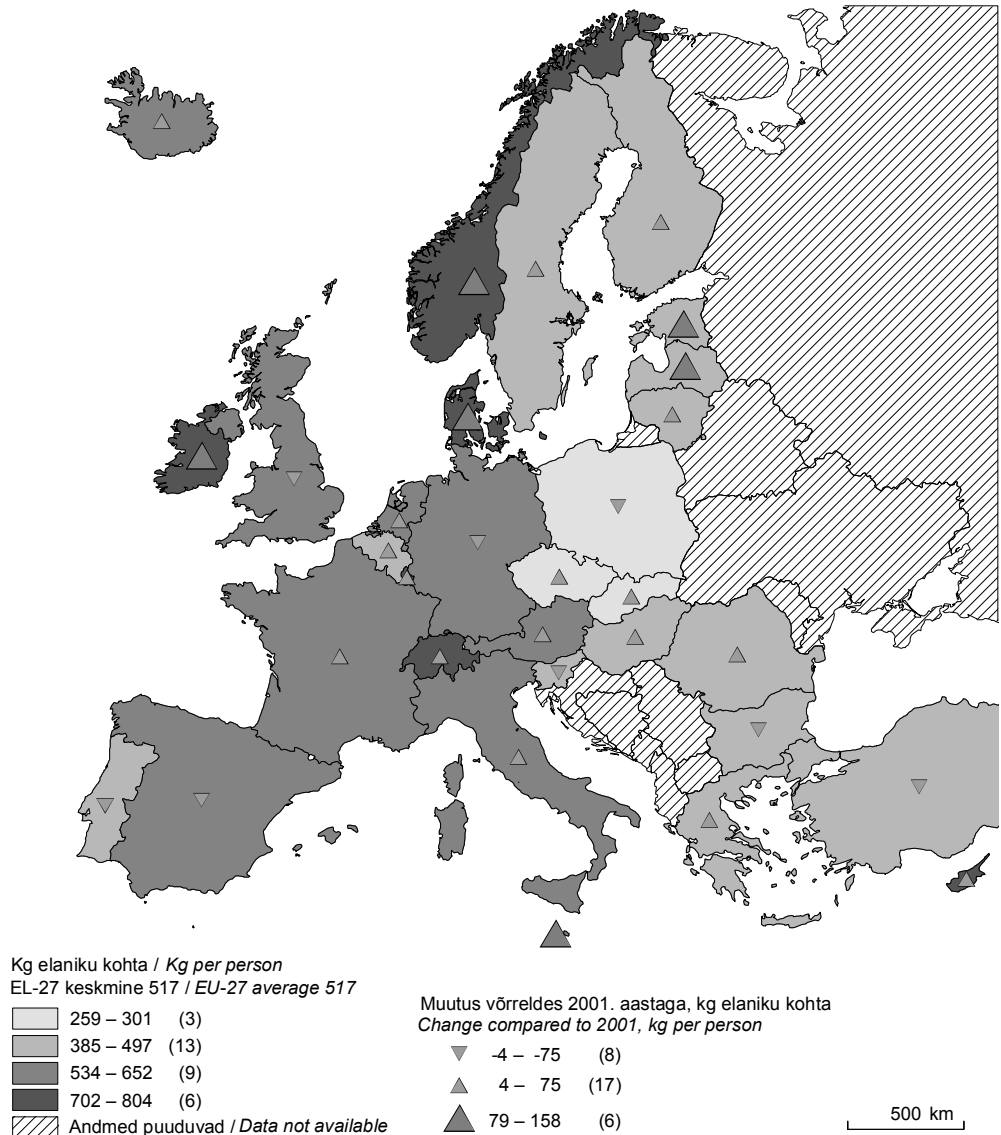 Kg elaniku kohta / Kg per person
EL-27 keskmine 517 / EU-27 average 517
259 – 301 (3)
385 – 497 (13)
534 – 652 (9)
702 – 804 (6)
Andmed puuduvad / Data not available
Muutus võrreldes 2001. aastaga, kg elaniku kohta
Change compared to 2001, kg per person
-4 – -75 (8)
4 – 75 (17)
79 – 158 (6)
500 km